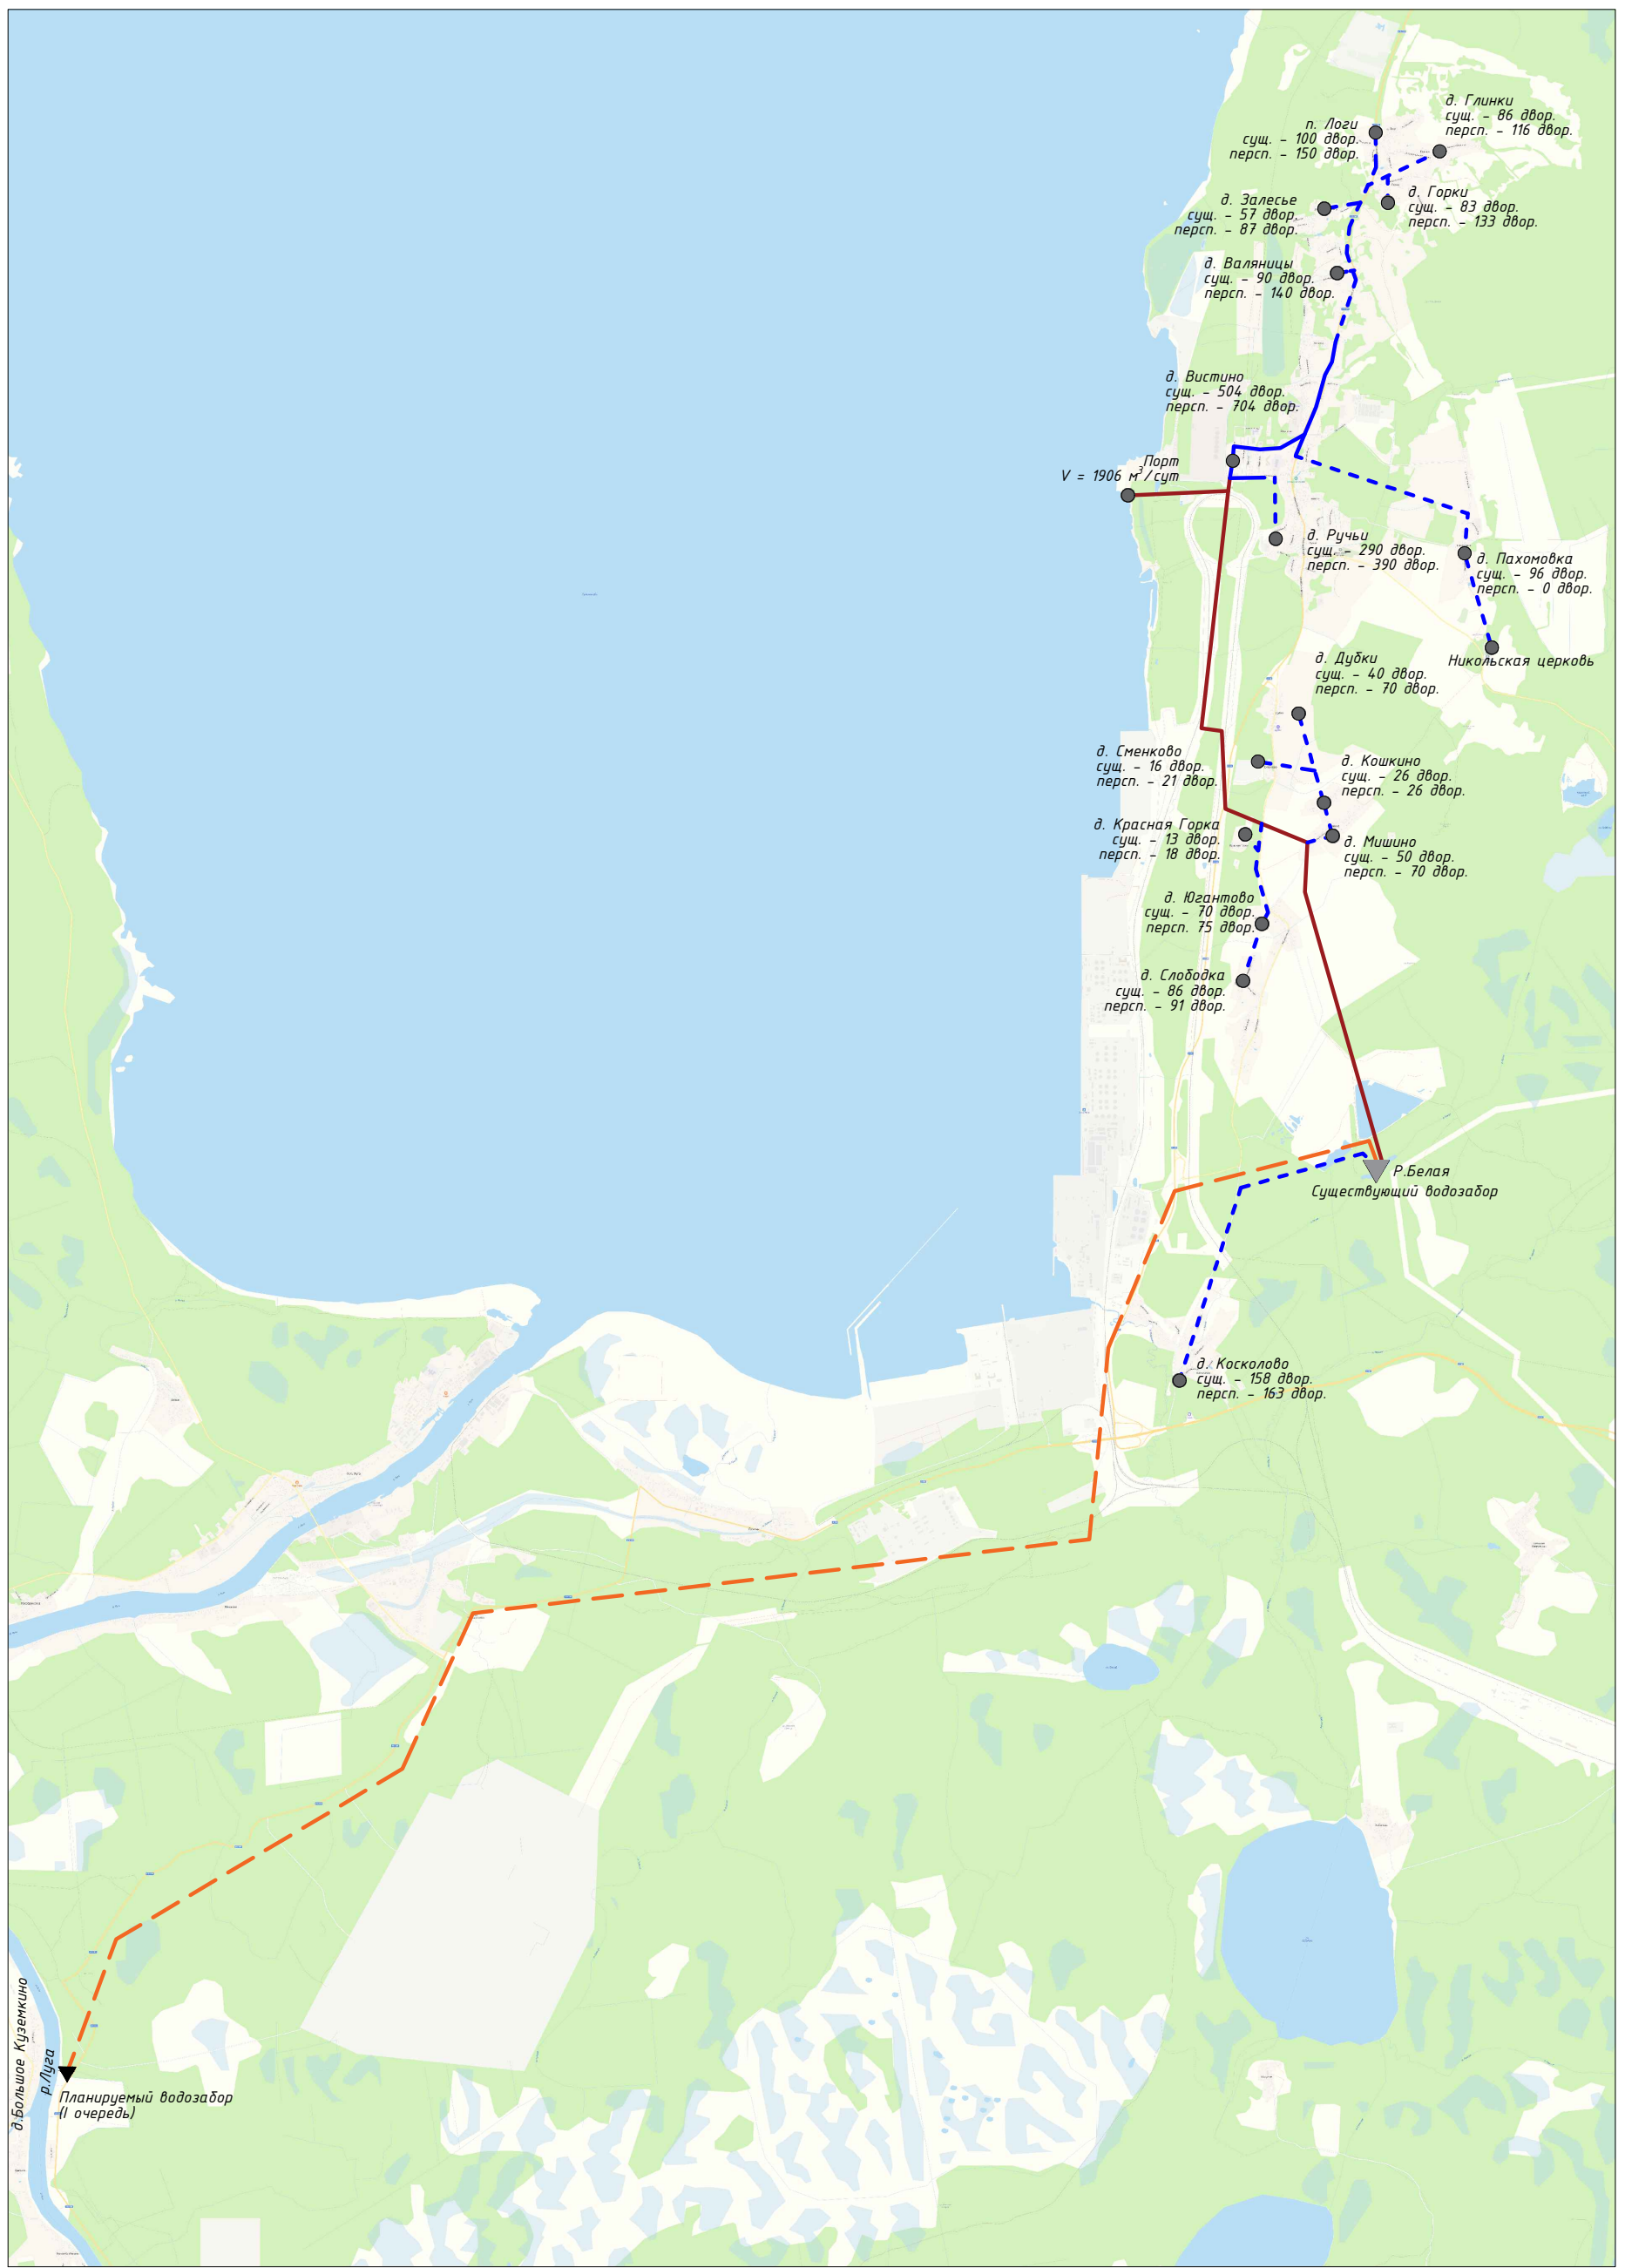 д. Глинки
сущ. - 86 двор.
персп. - 116 двор.
п. Логи
сущ. - 100 двор.
персп. - 150 двор.
д. Горки
сущ. - 83 двор.
персп. - 133 двор.
д. Залесье
сущ. - 57 двор.
персп. - 87 двор.
д. Валяницы
сущ. - 90 двор.
персп. - 140 двор.
д. Вистино
сущ. - 504 двор.
персп. - 704 двор.
Порт
V = 1906 м³/сут
д. Ручьи
сущ. - 290 двор.
персп. - 390 двор.
д. Пахомовка
сущ. - 96 двор.
персп. - 0 двор.
Никольская церковь
д. Дубки
сущ. - 40 двор.
персп. - 70 двор.
д. Сменково
сущ. - 16 двор.
персп. - 21 двор.
д. Кошкино
сущ. - 26 двор.
персп. - 26 двор.
д. Красная Горка
сущ. - 13 двор.
персп. - 18 двор.
д. Мишино
сущ. - 50 двор.
персп. - 70 двор.
д. Югантово
сущ. - 70 двор.
персп. 75 двор.
д. Слободка
сущ. - 86 двор.
персп. - 91 двор.
Р.Белая
Существующий водозабор
д. Косколово
сущ. - 158 двор.
персп. - 163 двор.
д.Большое Куземкино
р.Луга
Планируемый водозабор
(I очередь)